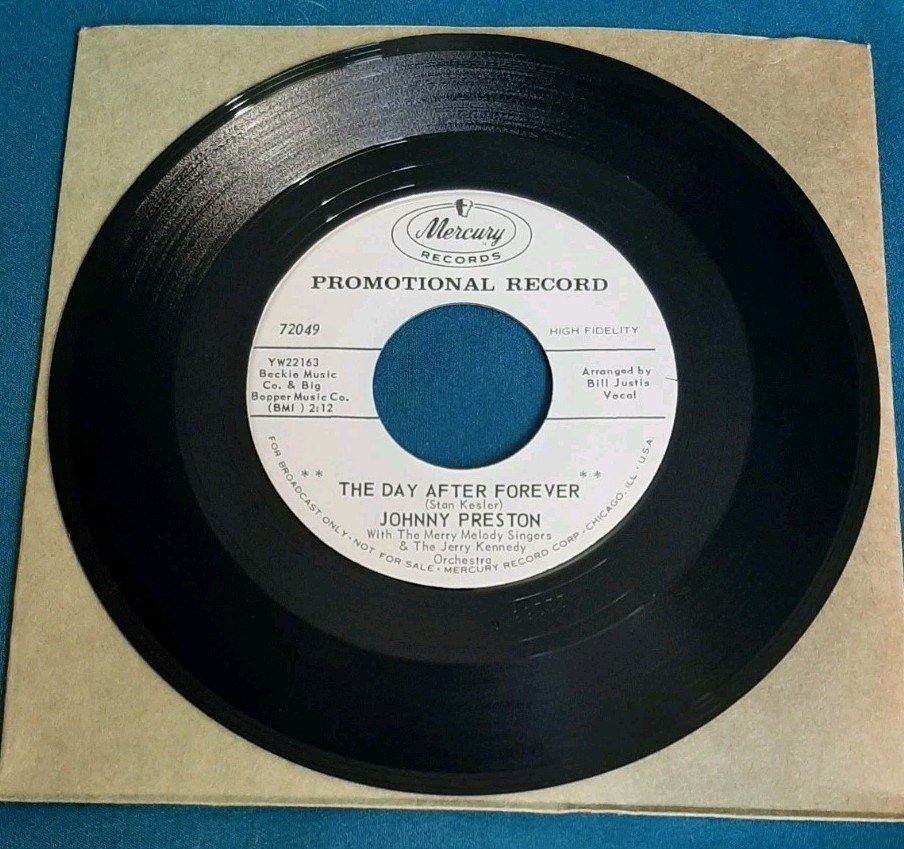 Mercury
RECORDS
PROMOTIONAL RECORD
72049
HIGH FIDELITY
YW22163
Beckie Music
Co. & Big
Bopper Music Co.
(BMI ) 2:12
Arranged by
Bill Justis
Vocal
** **
THE DAY AFTER FOREVER
(Stan Kesler)
JOHNNY PRESTON
With The Merry Melody Singers
& The Jerry Kennedy
Orchestra
FOR BROADCAST ONLY • NOT FOR SALE • MERCURY RECORD CORP. • CHICAGO, ILL. • U.S.A.